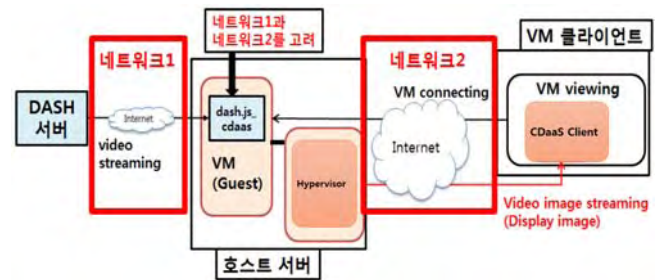 네트워크1과
네트워크2를 고려
네트워크1
네트워크2
VM 클라이언트
DASH
서버
Internet
video
streaming
dash.js_
cdaas
VM
(Guest)
Hypervisor
VM connecting
Internet
VM viewing
CDaaS Client
Video image streaming
(Display image)
호스트 서버